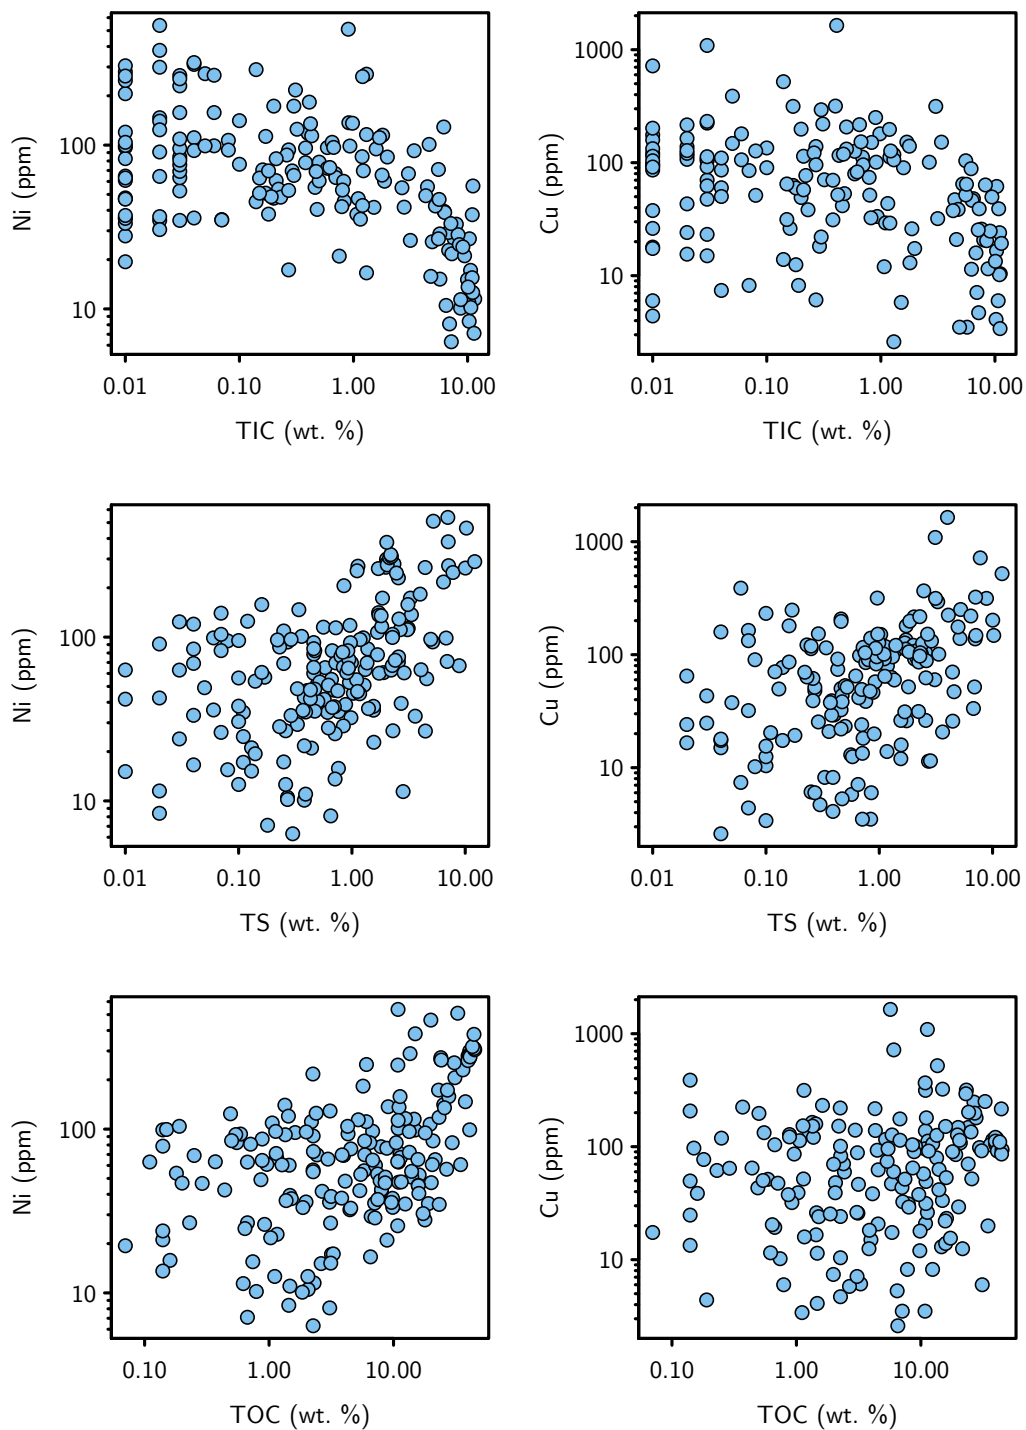 Ni (ppm)
100
10
0.01 0.10 1.00 10.00
TIC (wt. %)
Cu (ppm)
1000
100
10
0.01 0.10 1.00 10.00
TIC (wt. %)
Ni (ppm)
100
10
0.01 0.10 1.00 10.00
TS (wt. %)
Cu (ppm)
1000
100
10
0.01 0.10 1.00 10.00
TS (wt. %)
Ni (ppm)
100
10
0.10 1.00 10.00
TOC (wt. %)
Cu (ppm)
1000
100
10
0.10 1.00 10.00
TOC (wt. %)